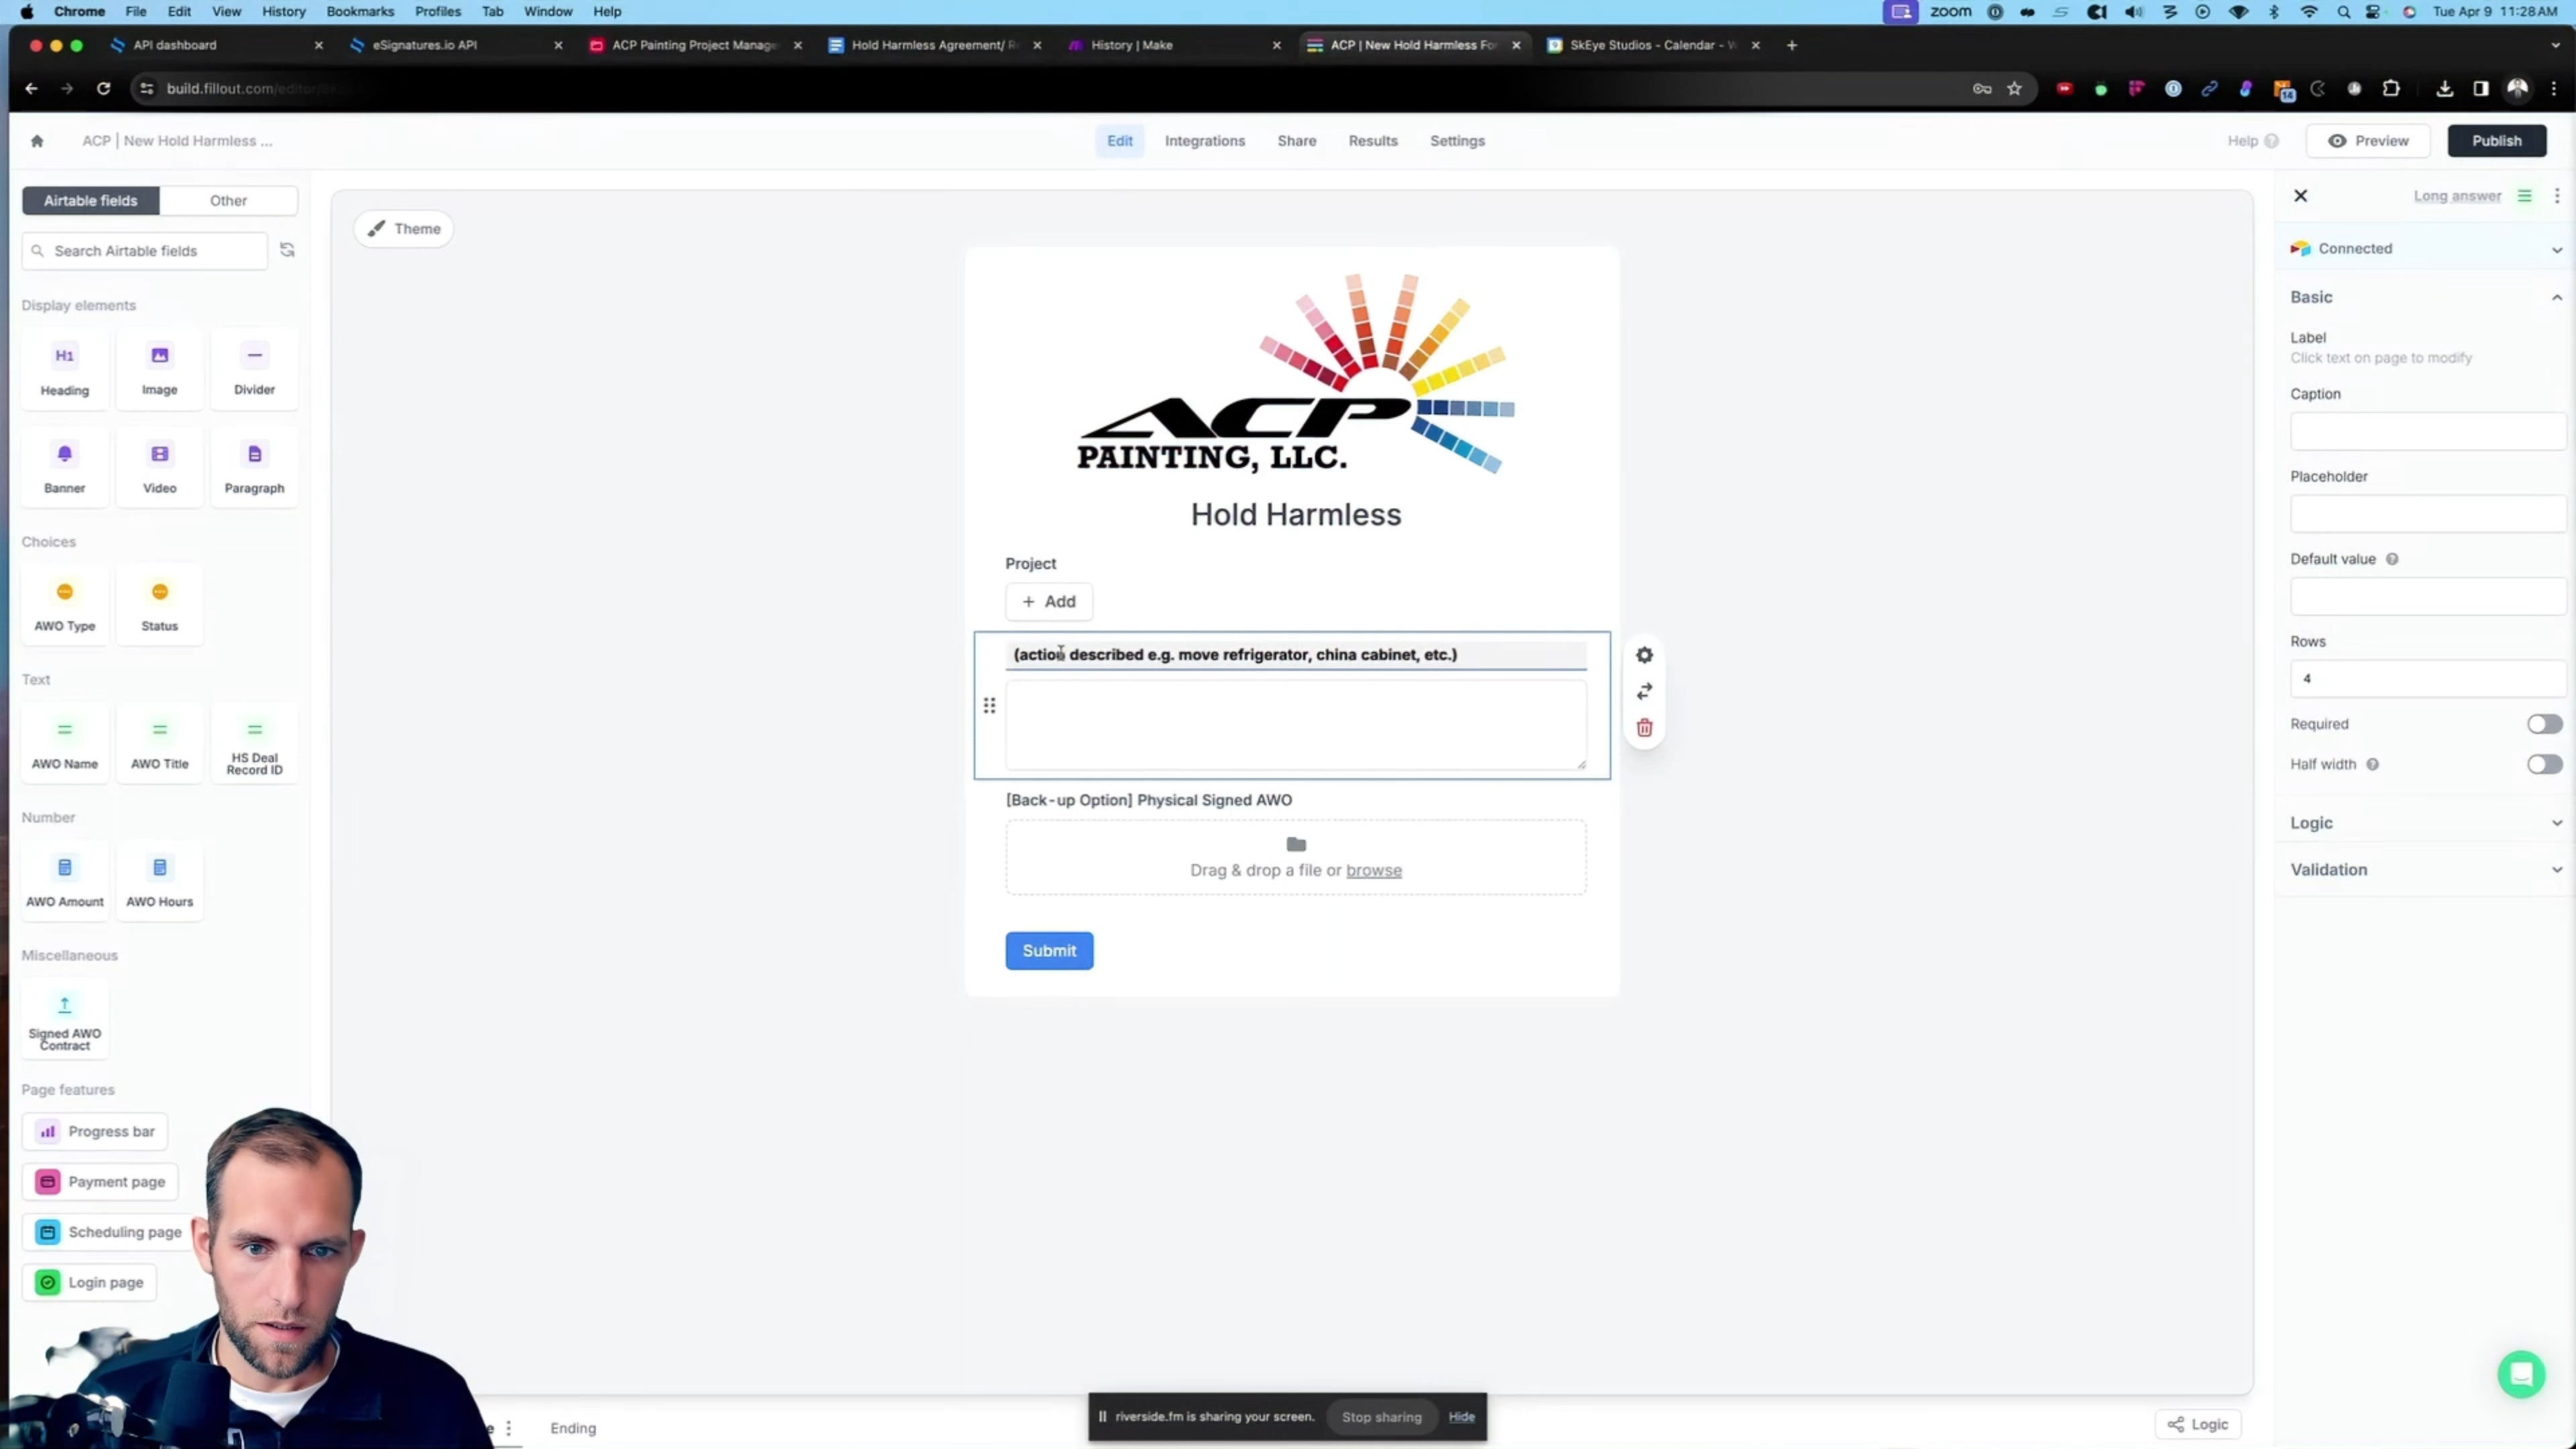 Chrome File Edit View History Bookmarks Profiles Tab Window Help
zoom Tue Apr 9 11:28 AM
API dashboard
eSignatures.io API
ACP Painting Project Manage
Hold Harmless Agreement/ R
History | Make
ACP | New Hold Harmless Fo
SkEye Studios - Calendar - W
build.fillout.com/editor/
14
ACP | New Hold Harmless ...
Edit Integrations Share Results Settings
Help Preview Publish
Airtable fields Other
Search Airtable fields
Display elements
H1
Heading Image Divider
Banner Video Paragraph
Choices
AWO Type Status
Text
AWO Name AWO Title HS Deal
Record ID
Number
AWO Amount AWO Hours
Miscellaneous
Signed AWO
Contract
Page features
Progress bar
Payment page
Scheduling page
Login page
Theme
ACP
PAINTING, LLC.
Hold Harmless
Project
+ Add
(action described e.g. move refrigerator, china cabinet, etc.)
[Back-up Option] Physical Signed AWO
Drag & drop a file or browse
Submit
Long answer
Connected
Basic
Label
Click text on page to modify
Caption
Placeholder
Default value
Rows
4
Required
Half width
Logic
Validation
Ending
riverside.fm is sharing your screen. Stop sharing Hide
Logic